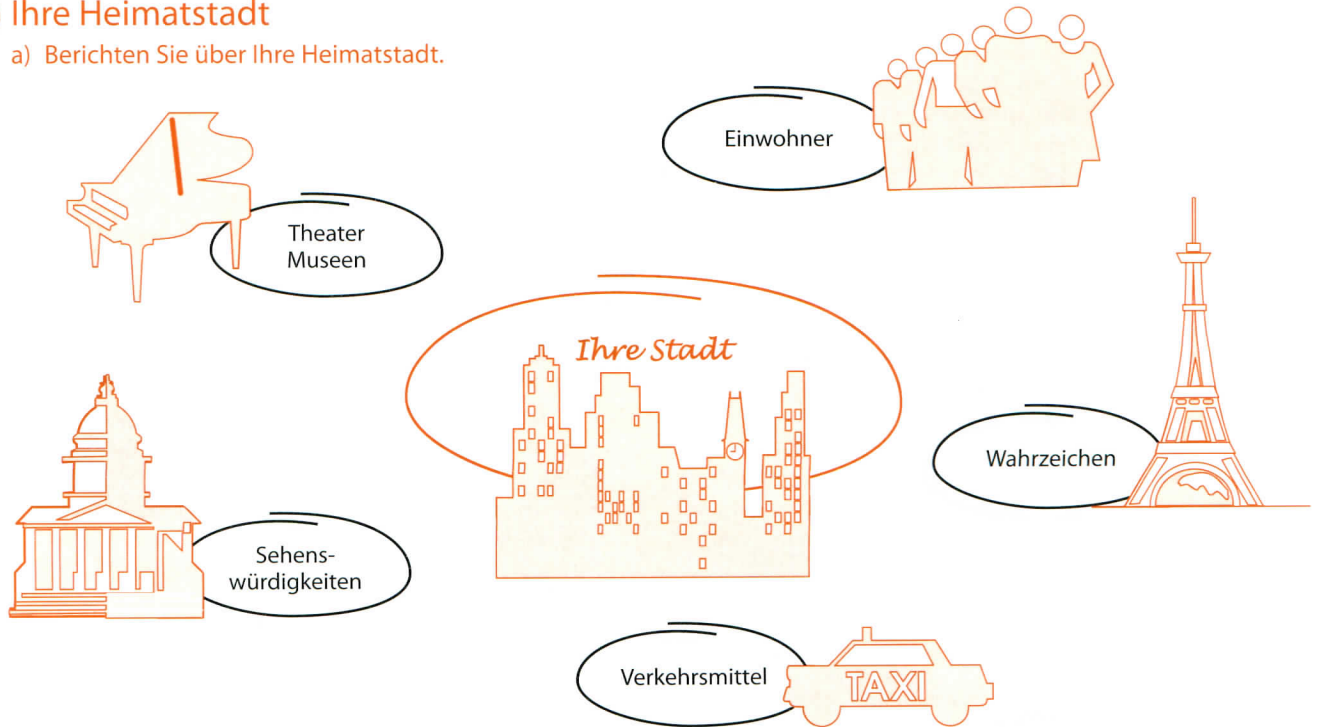 Ihre Heimatstadt
a) Berichten Sie über Ihre Heimatstadt.
Einwohner
Theater
Museen
Ihre Stadt
Wahrzeichen
Sehens-
würdigkeiten
Verkehrsmittel
TAXI